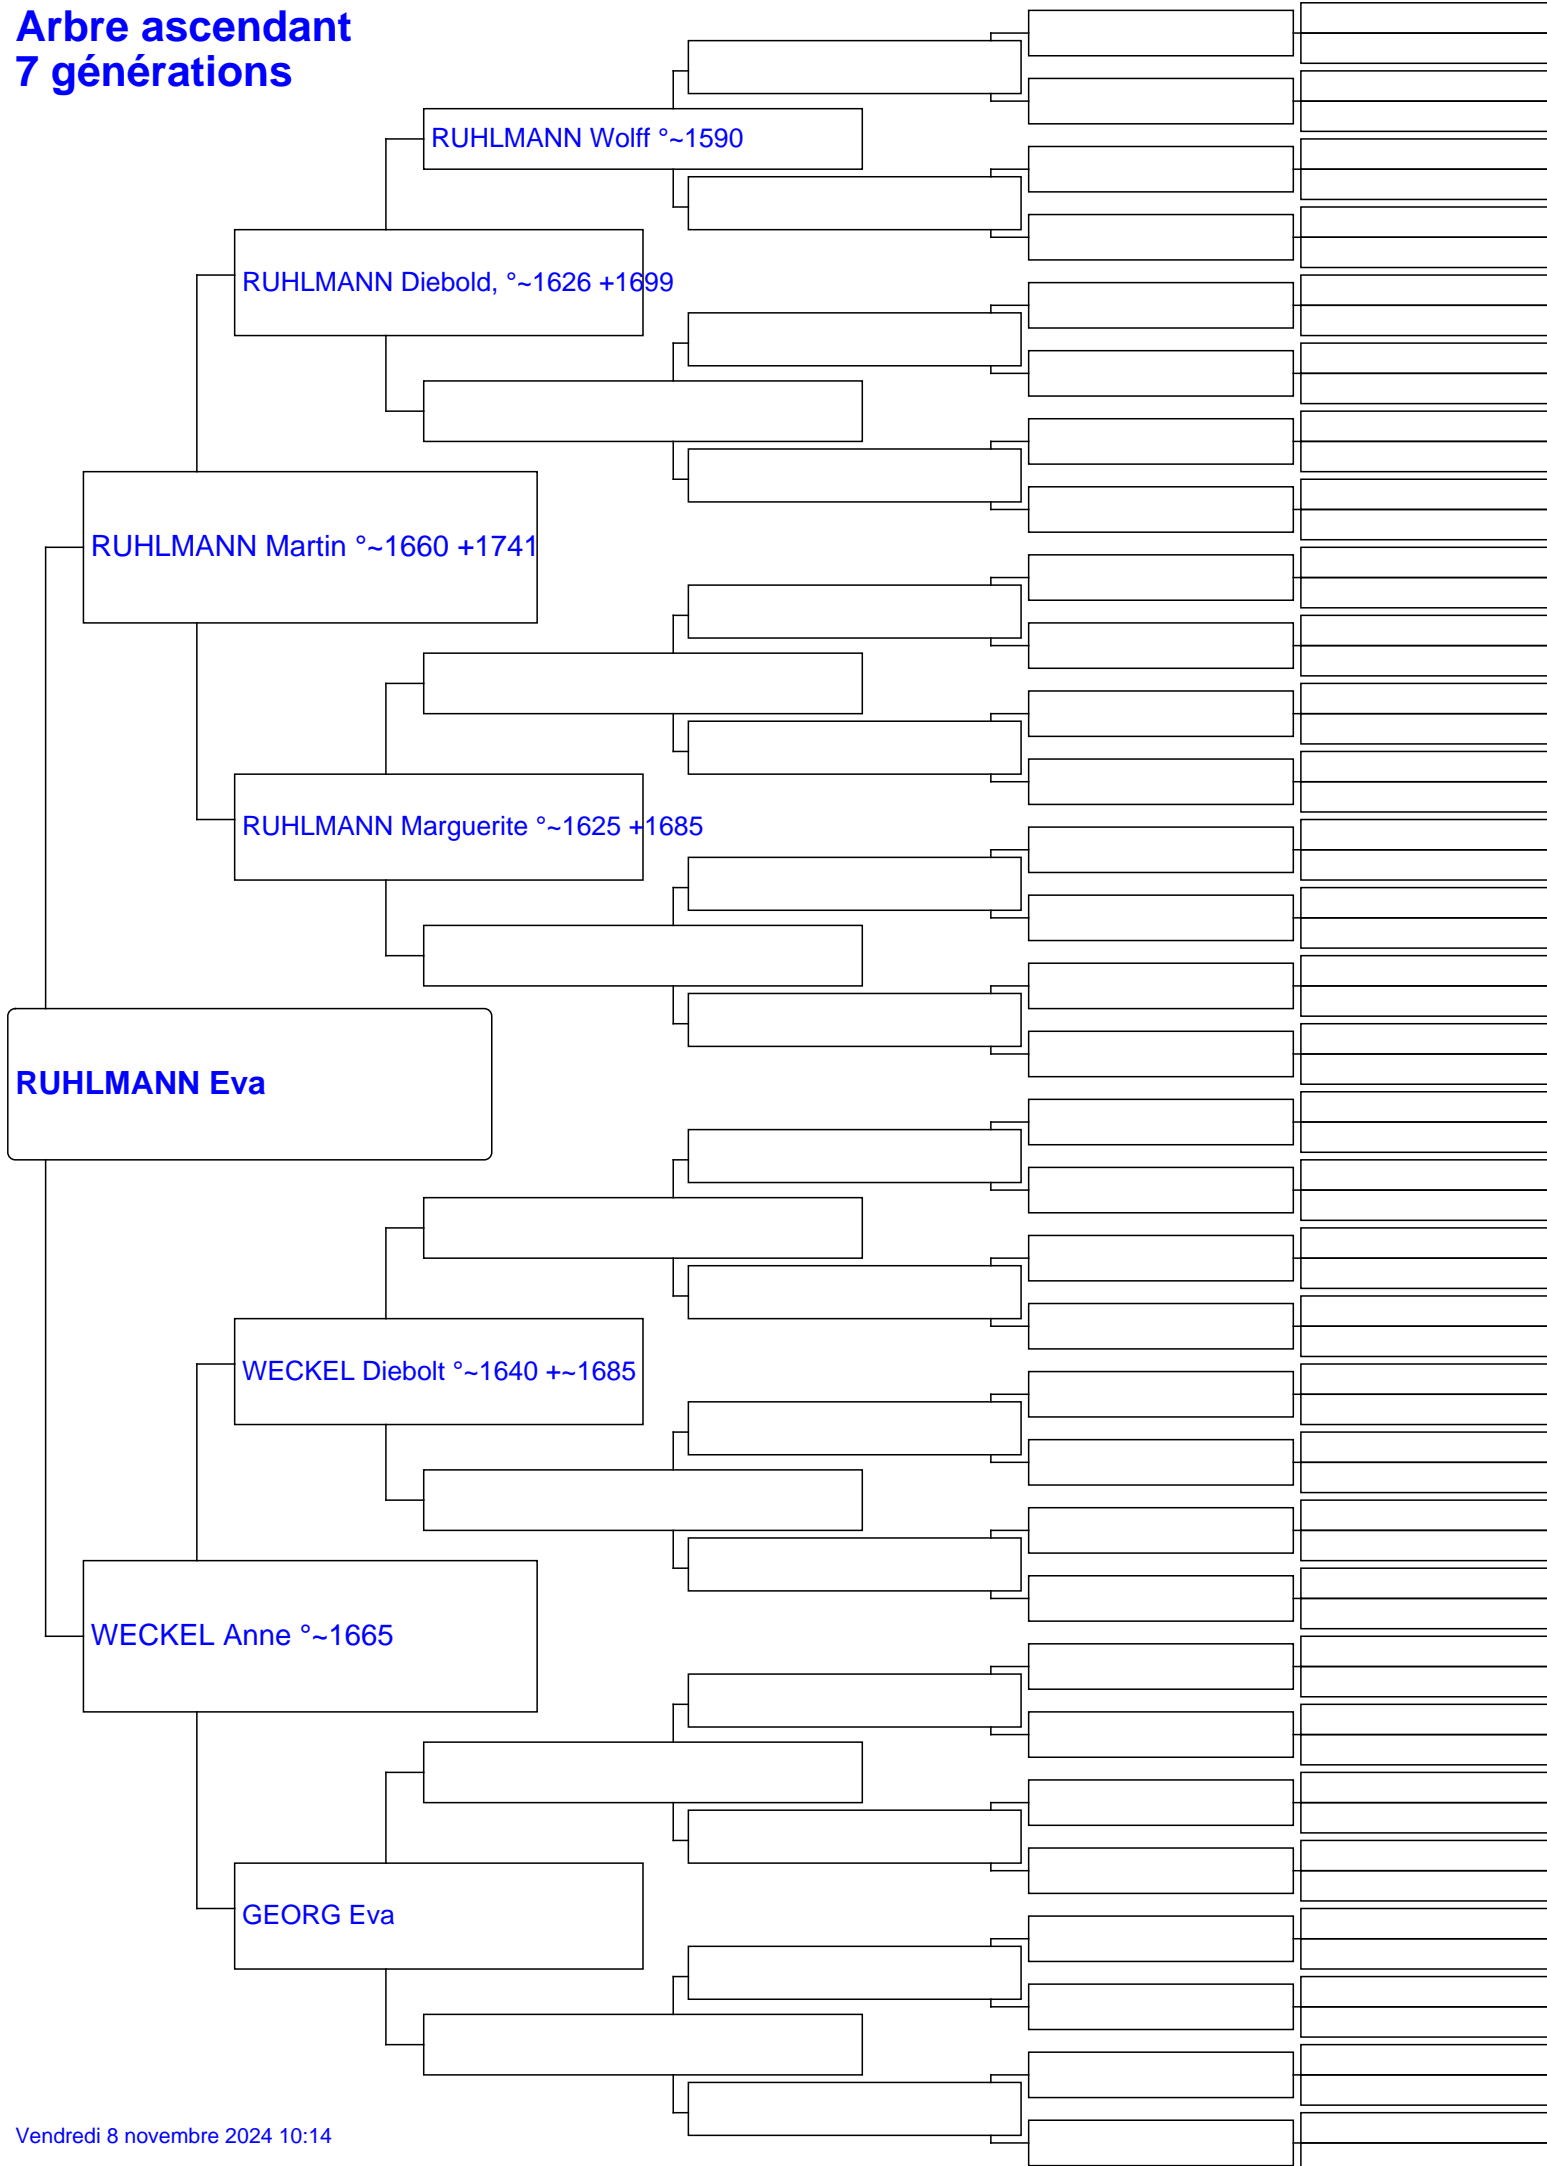 Arbre ascendant
7 générations
RUHLMANN Wolff °~1590
RUHLMANN Diebold, °~1626 +1699
RUHLMANN Martin °~1660 +1741
RUHLMANN Marguerite °~1625 +1685
RUHLMANN Eva
WECKEL Diebolt °~1640 +~1685
WECKEL Anne °~1665
GEORG Eva
Vendredi 8 novembre 2024 10:14